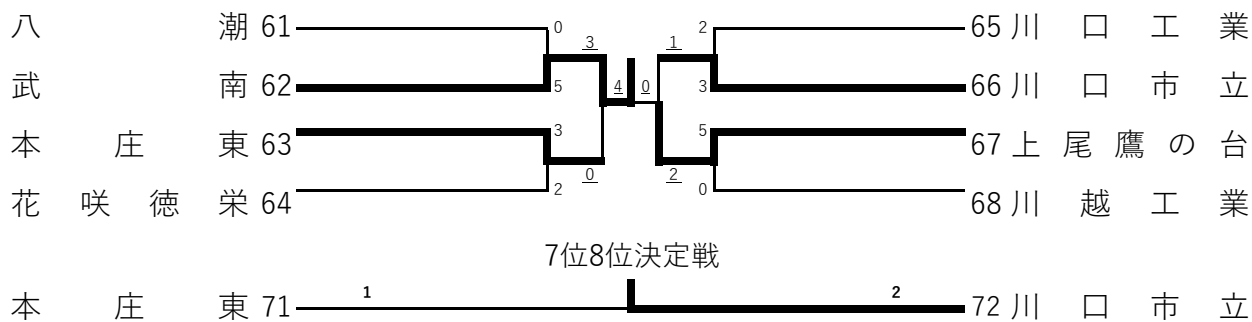 八潮 61 0 2 65 川口工業
3 1
武南 62 5 4 0 3 66 川口市立
本庄東 63 3 5 67 上尾鷹の台
0 2
花咲徳栄 64 2 0 68 川越工業
7位8位決定戦
本庄東 71 1 2 72 川口市立